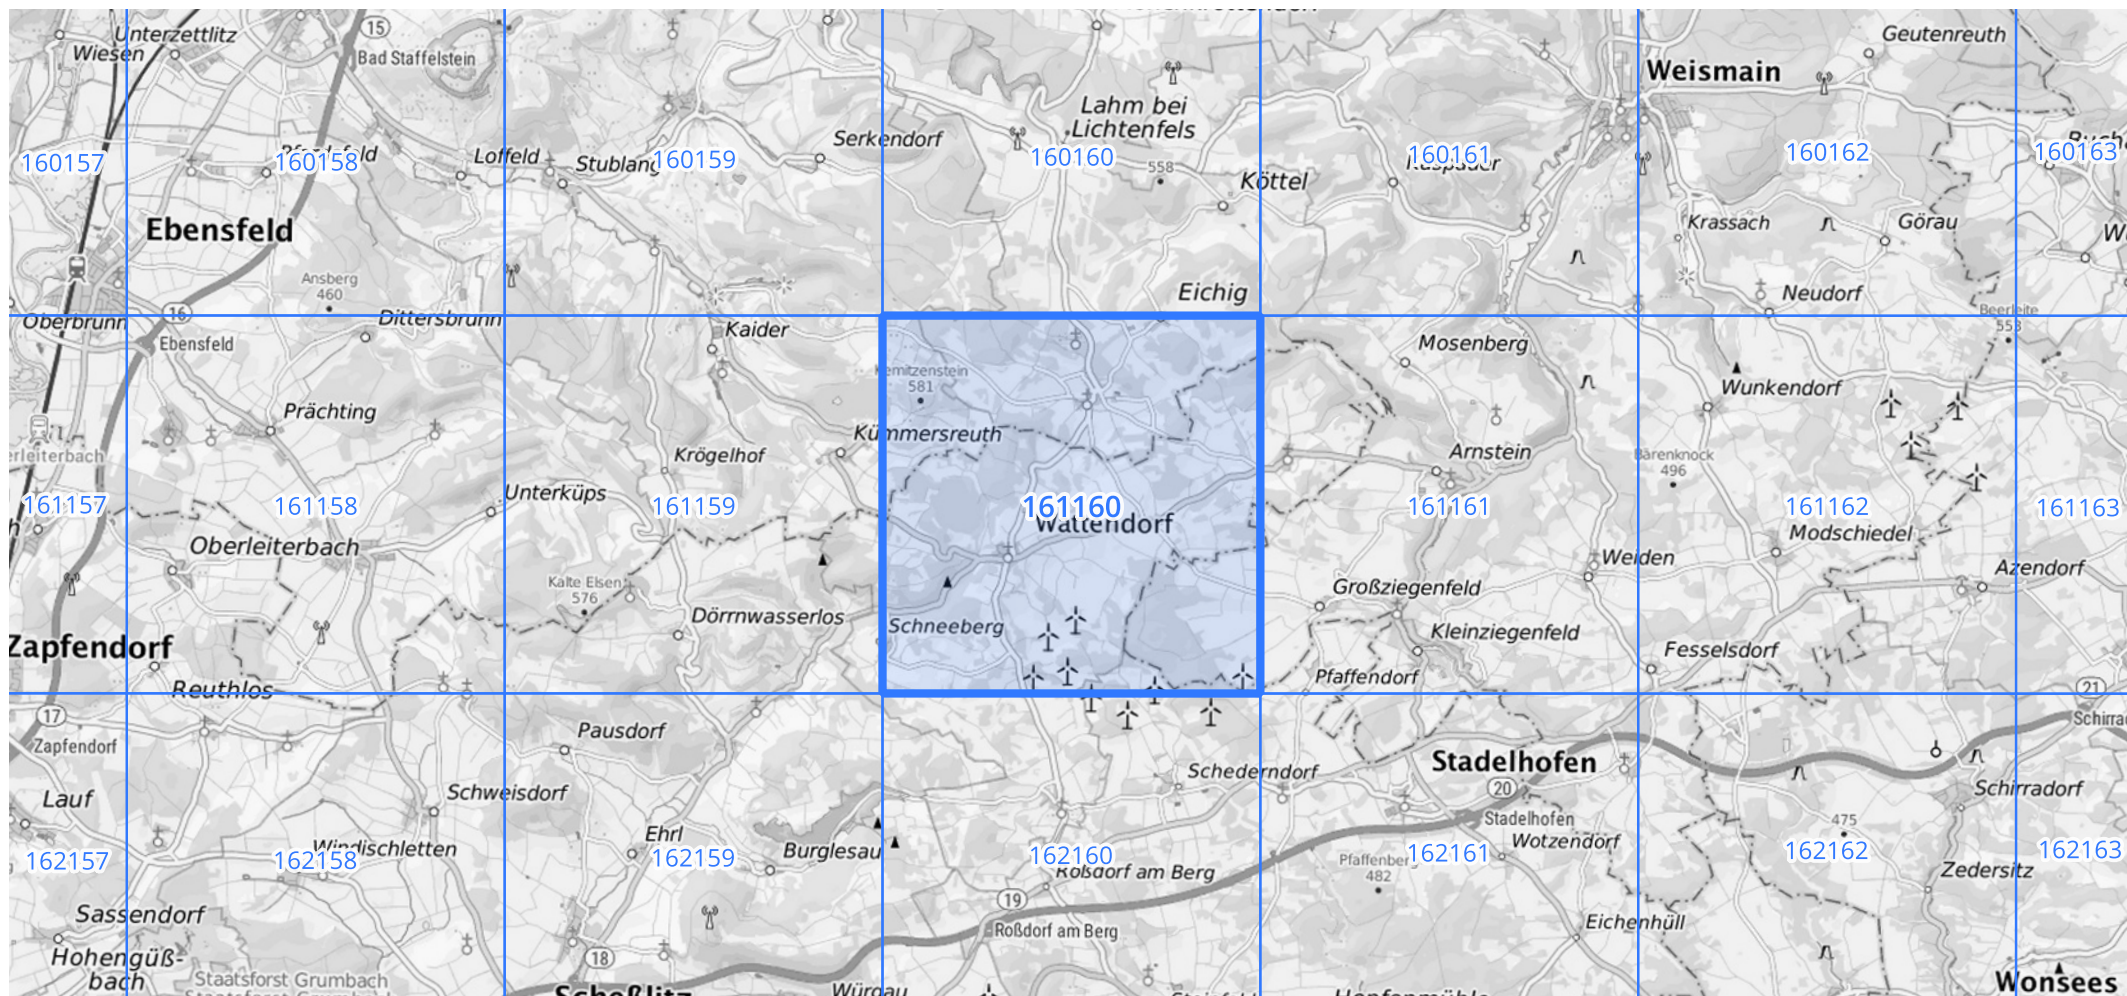 Unterzettlitz
Wiesen
15
Bad Staffelstein
Geutenreuth
Weismain
Lahm bei
Lichtenfels
Serkendorf
Loffeld
Stublang
160157
160158
160159
160160
160161
160162
160163
558
Köttel
Krassach
Görau
Ebensfeld
Ansberg
460
Eichig
Neudorf
Oberbrunn
16
Dittersbrunn
Beerleite
553
Ebensfeld
Kaider
Mosenberg
Kemitzenstein
581
Wunkendorf
Prächting
Kümmersreuth
Krögelhof
Arnstein
Bärenknock
496
erleiterbach
Unterküps
161157
161158
161159
161160
161161
161162
161163
Wattendorf
Modschiedel
Oberleiterbach
Weiden
Azendorf
Kalte Elsen
576
Großziegenfeld
Dörrnwasserlos
Schneeberg
Kleinziegenfeld
Zapfendorf
Fesselsdorf
Pfaffendorf
Reuthlos
21
17
Zapfendorf
Pausdorf
Stadelhofen
Schederndorf
20
Schirradorf
Lauf
Schweisdorf
Stadelhofen
475
Ehrl
Wotzendorf
Windischletten
Burglesau
162157
162158
162159
162160
162161
162162
162163
Pfaffenberg
482
Roßdorf am Berg
Zedersitz
19
Sassendorf
Eichenhüll
Roßdorf am Berg
Hohengüß-
bach
18
Staatsforst Grumbach
Wonsees
Scheßlitz
Würgau